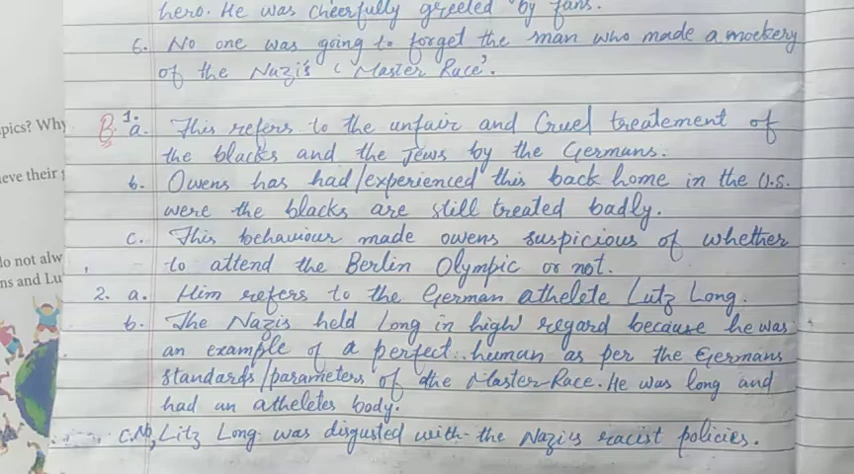 hero. He was cheerfully greeted by fans.
6. No one was going to forget the man who made a mockery
of the Nazi's 'Master Race'.
B. 1. a. This refers to the unfair and Cruel treatement of
the blacks and the Jews by the Germans.
b. Owens has had/experienced this back home in the U.S.
were the blacks are still treated badly.
c. This behaviour made owens suspicious of whether
to attend the Berlin Olympic or not.
2. a. Him refers to the German athelete Lutz Long.
b. The Nazis held Long in high regard because he was
an example of a perfect human as per the Germans
standards/parameters of the Master-Race. He was long and
had an atheletes body.
c. No, Litz Long was disgusted with the Nazi's racist policies.
pics? Why
eve their
lo not alw
ns and Lu